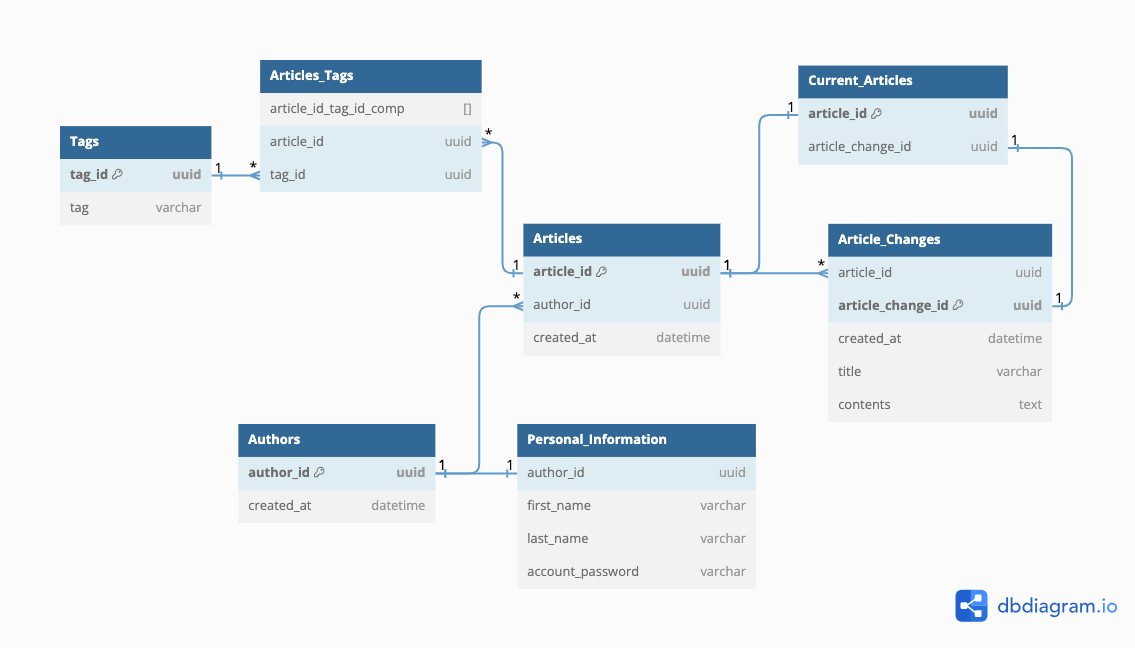 Articles_Tags
article_id_tag_id_comp []
article_id uuid
tag_id uuid
*
*
Tags
tag_id uuid
tag varchar
1
Current_Articles
article_id uuid
article_change_id uuid
1
1
Articles
article_id uuid
author_id uuid
created_at datetime
1
*
1
Article_Changes
article_id uuid
article_change_id uuid
created_at datetime
title varchar
contents text
*
1
Authors
author_id uuid
created_at datetime
1
Personal_Information
author_id uuid
first_name varchar
last_name varchar
account_password varchar
1
dbdiagram.io